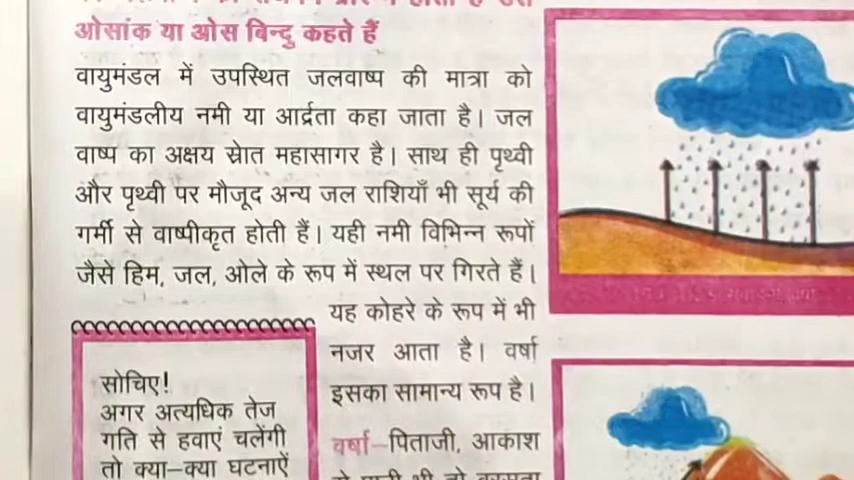 ओसांक या ओस बिन्दु कहते हैं
वायुमंडल में उपस्थित जलवाष्प की मात्रा को
वायुमंडलीय नमी या आर्द्रता कहा जाता है। जल
वाष्प का अक्षय स्रोत महासागर है। साथ ही पृथ्वी
और पृथ्वी पर मौजूद अन्य जल राशियाँ भी सूर्य की
गर्मी से वाष्पीकृत होती हैं। यही नमी विभिन्न रूपों
जैसे हिम, जल, ओले के रूप में स्थल पर गिरते हैं।
यह कोहरे के रूप में भी
नजर आता है। वर्षा
इसका सामान्य रूप है।
वर्षा–पिताजी, आकाश
सोचिए!
अगर अत्यधिक तेज
गति से हवाएं चलेंगी
तो क्या–क्या घटनाऐं